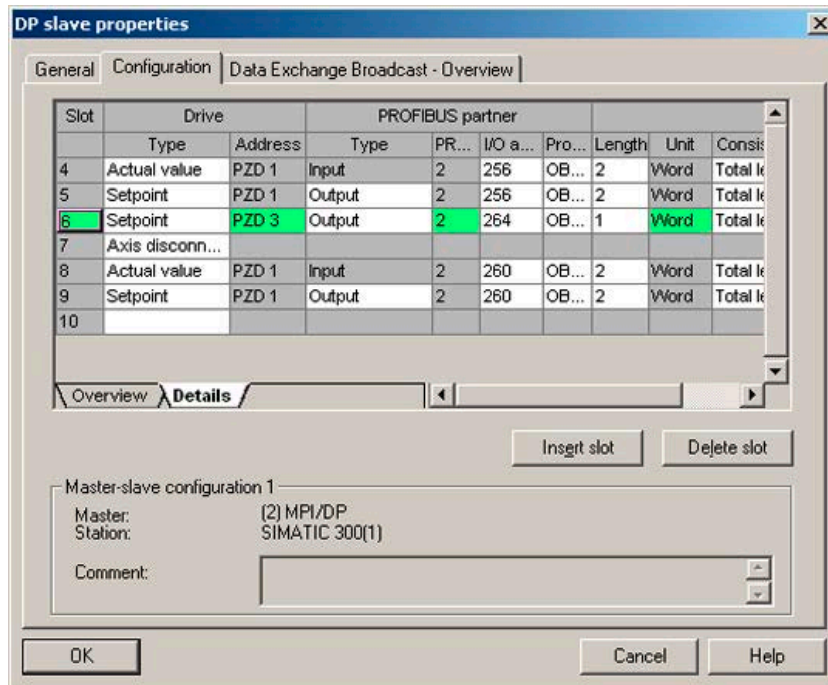 DP slave properties
General Configuration Data Exchange Broadcast - Overview
Slot Drive PROFIBUS partner
Type Address Type PR... I/O a... Pro... Length Unit Consis
4 Actual value PZD 1 Input 2 256 OB... 2 Word Total le
5 Setpoint PZD 1 Output 2 256 OB... 2 Word Total le
6 Setpoint PZD 3 Output 2 264 OB... 1 Word Total le
7 Axis disconn...
8 Actual value PZD 1 Input 2 260 OB... 2 Word Total le
9 Setpoint PZD 1 Output 2 260 OB... 2 Word Total le
10
Overview Details
Insert slot Delete slot
Master-slave configuration 1
Master: (2) MPI/DP
Station: SIMATIC 300(1)
Comment:
OK Cancel Help